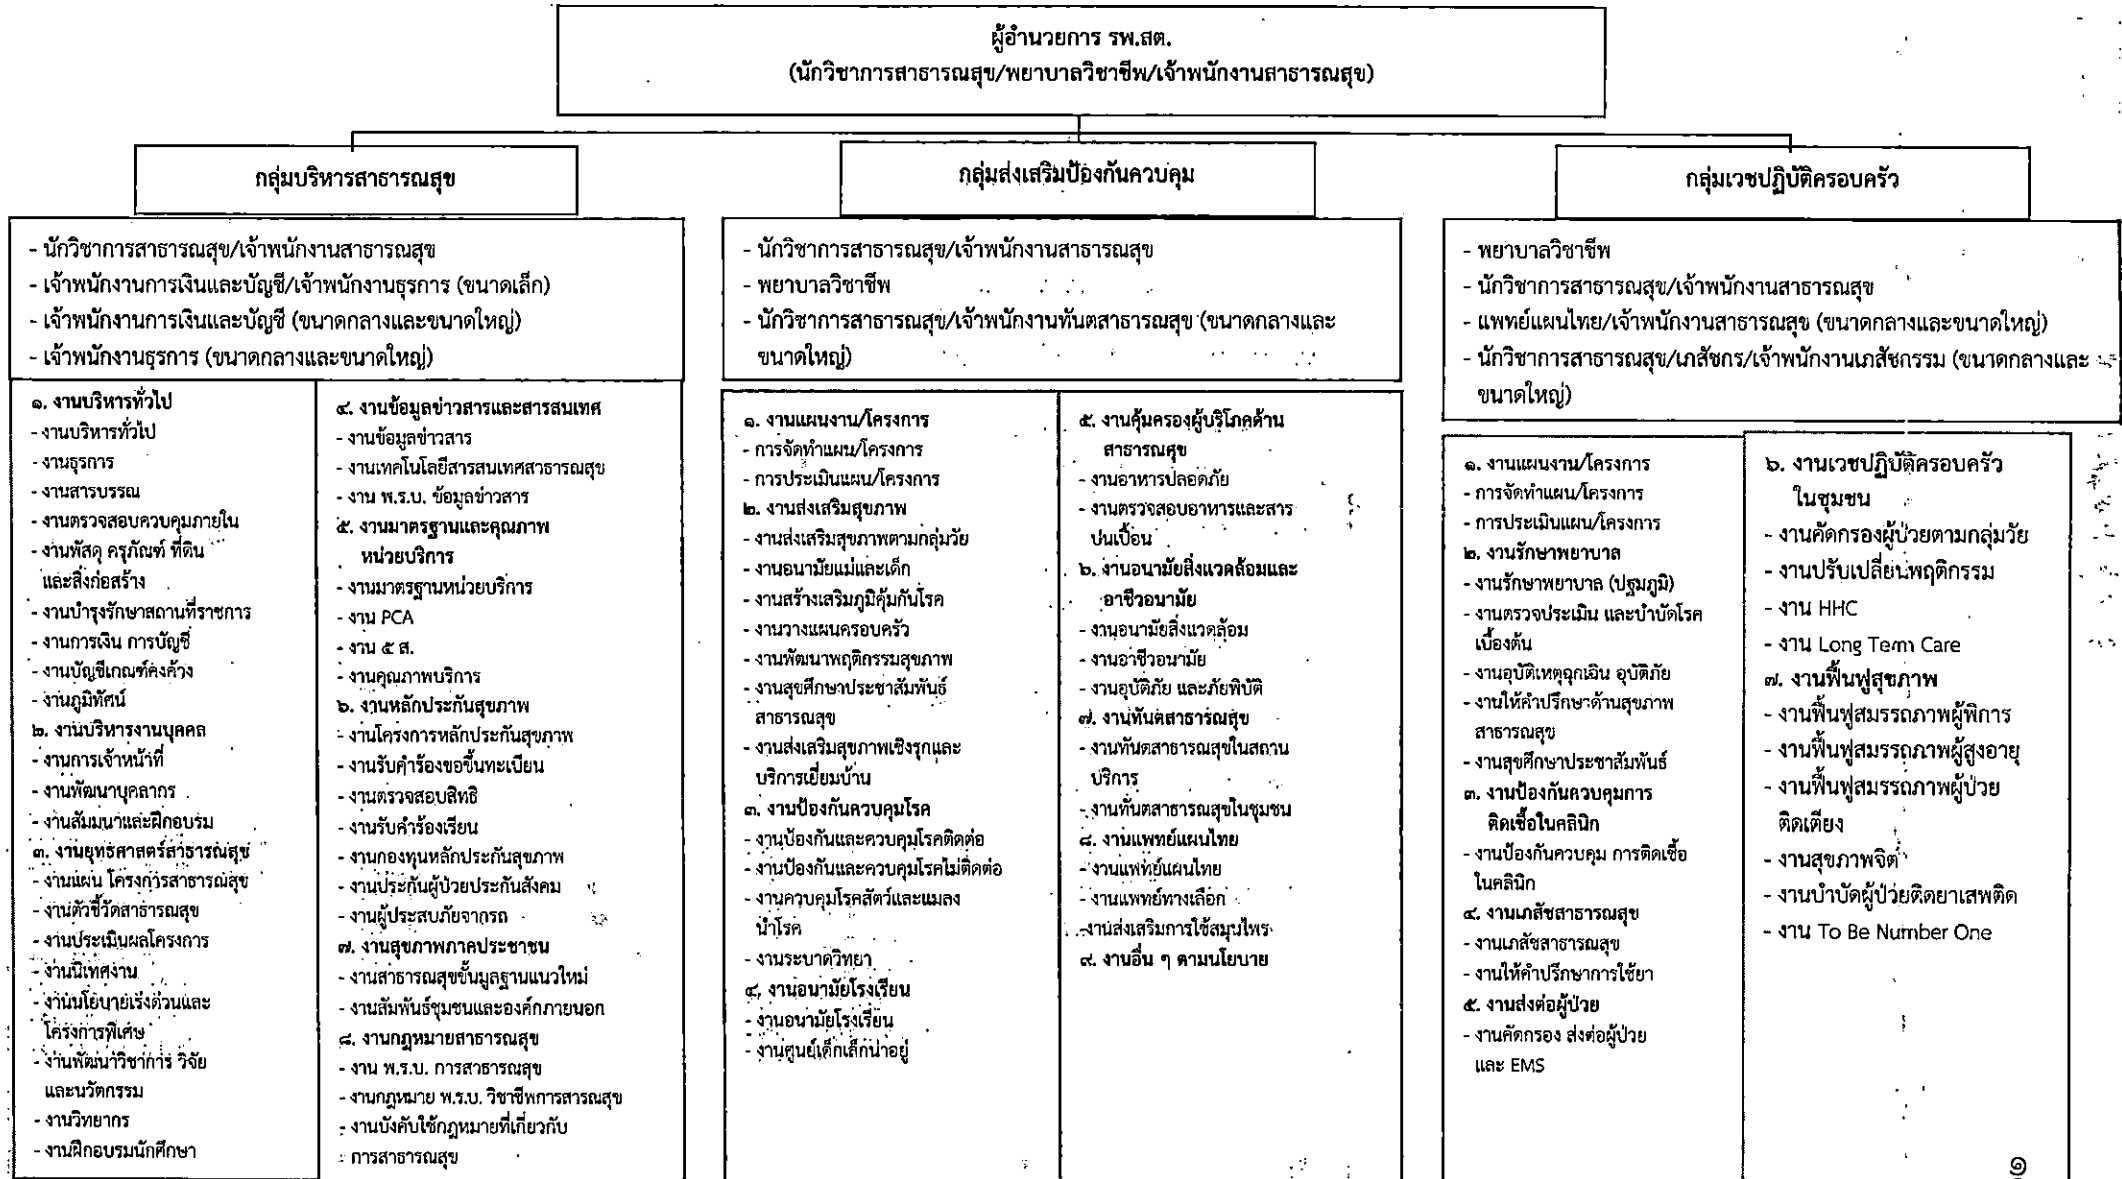 ผู้อำนวยการ รพ.สต.
(นักวิชาการสาธารณสุข/พยาบาลวิชาชีพ/เจ้าพนักงานสาธารณสุข)
กลุ่มบริหารสาธารณสุข
- นักวิชาการสาธารณสุข/เจ้าพนักงานสาธารณสุข
- เจ้าพนักงานการเงินและบัญชี/เจ้าพนักงานธุรการ (ขนาดเล็ก)
- เจ้าพนักงานการเงินและบัญชี (ขนาดกลางและขนาดใหญ่)
- เจ้าพนักงานธุรการ (ขนาดกลางและขนาดใหญ่)
๑. งานบริหารทั่วไป
- งานบริหารทั่วไป
- งานธุรการ
- งานสารบรรณ
- งานตรวจสอบควบคุมภายใน
- งานพัสดุ ครุภัณฑ์ ที่ดิน
และสิ่งก่อสร้าง
- งานบำรุงรักษาสถานที่ราชการ
- งานการเงิน การบัญชี
- งานบัญชีเกณฑ์คงค้าง
- งานภูมิทัศน์
๒. งานบริหารงานบุคคล
- งานการเจ้าหน้าที่
- งานพัฒนาบุคลากร
- งานสัมมนาและฝึกอบรม
๓. งานยุทธศาสตร์สาธารณสุข
- งานแผน โครงการสาธารณสุข
- งานตัวชี้วัดสาธารณสุข
- งานประเมินผลโครงการ
- งานนิเทศงาน
- งานนโยบายเร่งด่วนและ
โครงการพิเศษ
- งานพัฒนาวิชาการ วิจัย
และนวัตกรรม
- งานวิทยากร
- งานฝึกอบรมนักศึกษา
๔. งานข้อมูลข่าวสารและสารสนเทศ
- งานข้อมูลข่าวสาร
- งานเทคโนโลยีสารสนเทศสาธารณสุข
- งาน พ.ร.บ. ข้อมูลข่าวสาร
๕. งานมาตรฐานและคุณภาพ
หน่วยบริการ
- งานมาตรฐานหน่วยบริการ
- งาน PCA
- งาน ๕ ส.
- งานคุณภาพบริการ
๖. งานหลักประกันสุขภาพ
- งานโครงการหลักประกันสุขภาพ
- งานรับคำร้องขอขึ้นทะเบียน
- งานตรวจสอบสิทธิ
- งานรับคำร้องเรียน
- งานกองทุนหลักประกันสุขภาพ
- งานประกันผู้ป่วยประกันสังคม
- งานผู้ประสบภัยจากรถ
๗. งานสุขภาพภาคประชาชน
- งานสาธารณสุขขั้นมูลฐานแนวใหม่
- งานสัมพันธ์ชุมชนและองค์กภายนอก
๘. งานกฎหมายสาธารณสุข
- งาน พ.ร.บ. การสาธารณสุข
- งานกฎหมาย พ.ร.บ. วิชาชีพการสารณสุข
- งานบังคับใช้กฎหมายที่เกี่ยวกับ
การสาธารณสุข
กลุ่มส่งเสริมป้องกันควบคุม
- นักวิชาการสาธารณสุข/เจ้าพนักงานสาธารณสุข
- พยาบาลวิชาชีพ
- นักวิชาการสาธารณสุข/เจ้าพนักงานทันตสาธารณสุข (ขนาดกลางและ
ขนาดใหญ่)
๑. งานแผนงาน/โครงการ
- การจัดทำแผน/โครงการ
- การประเมินแผน/โครงการ
๒. งานส่งเสริมสุขภาพ
- งานส่งเสริมสุขภาพตามกลุ่มวัย
- งานอนามัยแม่และเด็ก
- งานสร้างเสริมภูมิคุ้มกันโรค
- งานวางแผนครอบครัว
- งานพัฒนาพฤติกรรมสุขภาพ
- งานสุขศึกษาประชาสัมพันธ์
สาธารณสุข
- งานส่งเสริมสุขภาพเชิงรุกและ
บริการเยี่ยมบ้าน
๓. งานป้องกันควบคุมโรค
- งานป้องกันและควบคุมโรคติดต่อ
- งานป้องกันและควบคุมโรคไม่ติดต่อ
- งานควบคุมโรคสัตว์และแมลง
นำโรค
- งานระบาดวิทยา
๔. งานอนามัยโรงเรียน
- งานอนามัยโรงเรียน
- งานศูนย์เด็กเล็กน่าอยู่
๕. งานคุ้มครองผู้บริโภคด้าน
สาธารณสุข
- งานอาหารปลอดภัย
- งานตรวจสอบอาหารและสาร
ปนเปื้อน
๖. งานอนามัยสิ่งแวดล้อมและ
อาชีวอนามัย
- งานอนามัยสิ่งแวดล้อม
- งานอาชีวอนามัย
- งานอุบัติภัย และภัยพิบัติ
๗. งานทันตสาธารณสุข
- งานทันตสาธารณสุขในสถาน
บริการ
- งานทันตสาธารณสุขในชุมชน
๘. งานแพทย์แผนไทย
- งานแพทย์แผนไทย
- งานแพทย์ทางเลือก
-งานส่งเสริมการใช้สมุนไพร
๙. งานอื่น ๆ ตามนโยบาย
กลุ่มเวชปฏิบัติครอบครัว
- พยาบาลวิชาชีพ
- นักวิชาการสาธารณสุข/เจ้าพนักงานสาธารณสุข
- แพทย์แผนไทย/เจ้าพนักงานสาธารณสุข (ขนาดกลางและขนาดใหญ่)
- นักวิชาการสาธารณสุข/เภสัชกร/เจ้าพนักงานเภสัชกรรม (ขนาดกลางและ
ขนาดใหญ่)
๑. งานแผนงาน/โครงการ
- การจัดทำแผน/โครงการ
- การประเมินแผน/โครงการ
๒. งานรักษาพยาบาล
- งานรักษาพยาบาล (ปฐมภูมิ)
- งานตรวจประเมิน และบำบัดโรค
เบื้องต้น
- งานอุบัติเหตุฉุกเฉิน อุบัติภัย
- งานให้คำปรึกษาด้านสุขภาพ
สาธารณสุข
- งานสุขศึกษาประชาสัมพันธ์
๓. งานป้องกันควบคุมการ
ติดเชื้อในคลินิก
- งานป้องกันควบคุม การติดเชื้อ
ในคลินิก
๔. งานเภสัชสาธารณสุข
- งานเภสัชสาธารณสุข
- งานให้คำปรึกษาการใช้ยา
๕. งานส่งต่อผู้ป่วย
- งานคัดกรอง ส่งต่อผู้ป่วย
และ EMS
๖. งานเวชปฏิบัติครอบครัว
ในชุมชน
- งานคัดกรองผู้ป่วยตามกลุ่มวัย
- งานปรับเปลี่ยนพฤติกรรม
- งาน HHC
- งาน Long Term Care
๗. งานฟื้นฟูสุขภาพ
- งานฟื้นฟูสมรรถภาพผู้พิการ
- งานฟื้นฟูสมรรถภาพผู้สูงอายุ
- งานฟื้นฟูสมรรถภาพผู้ป่วย
ติดเตียง
- งานสุขภาพจิต
- งานบำบัดผู้ป่วยติดยาเสพติด
- งาน To Be Number One
๑